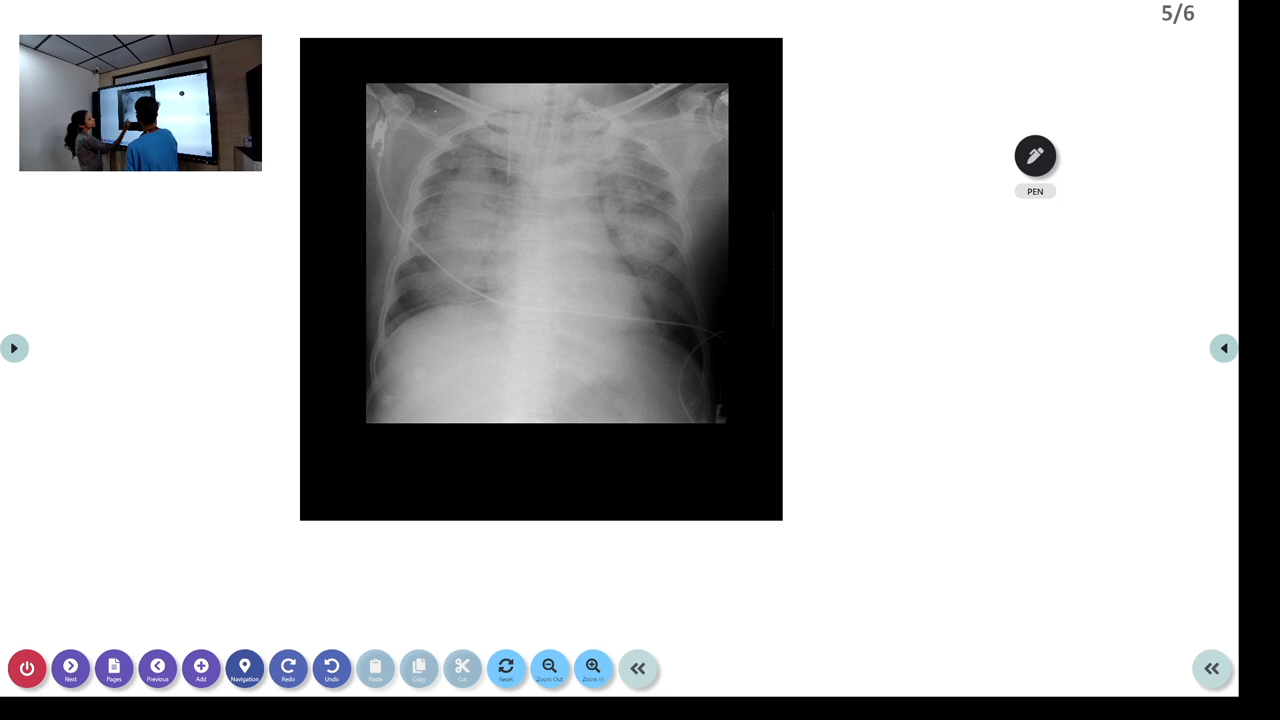 5/6
PEN
Next
Pages
Previous
Add
Navigation
Redo
Undo
Paste
Copy
Cut
Reset
Zoom Out
Zoom In